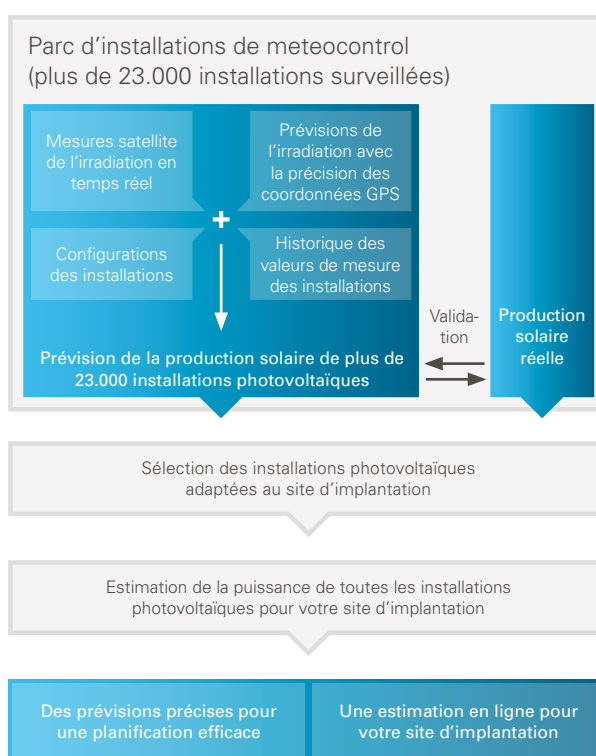 Parc d'installations de meteocontrol
(plus de 23.000 installations surveillées)
Mesures satellite
de l'irradiation en
temps réel
Prévisions de
l'irradiation avec
la précision des
coordonnées GPS
+
Configurations
des installations
Historique des
valeurs de mesure
des installations
Prévision de la production solaire de plus de
23.000 installations photovoltaïques
Valida-
tion
Production
solaire
réelle
Sélection des installations photovoltaïques
adaptées au site d'implantation
Estimation de la puissance de toutes les installations
photovoltaïques pour votre site d'implantation
Des prévisions précises pour
une planification efficace
Une estimation en ligne pour
votre site d'implantation